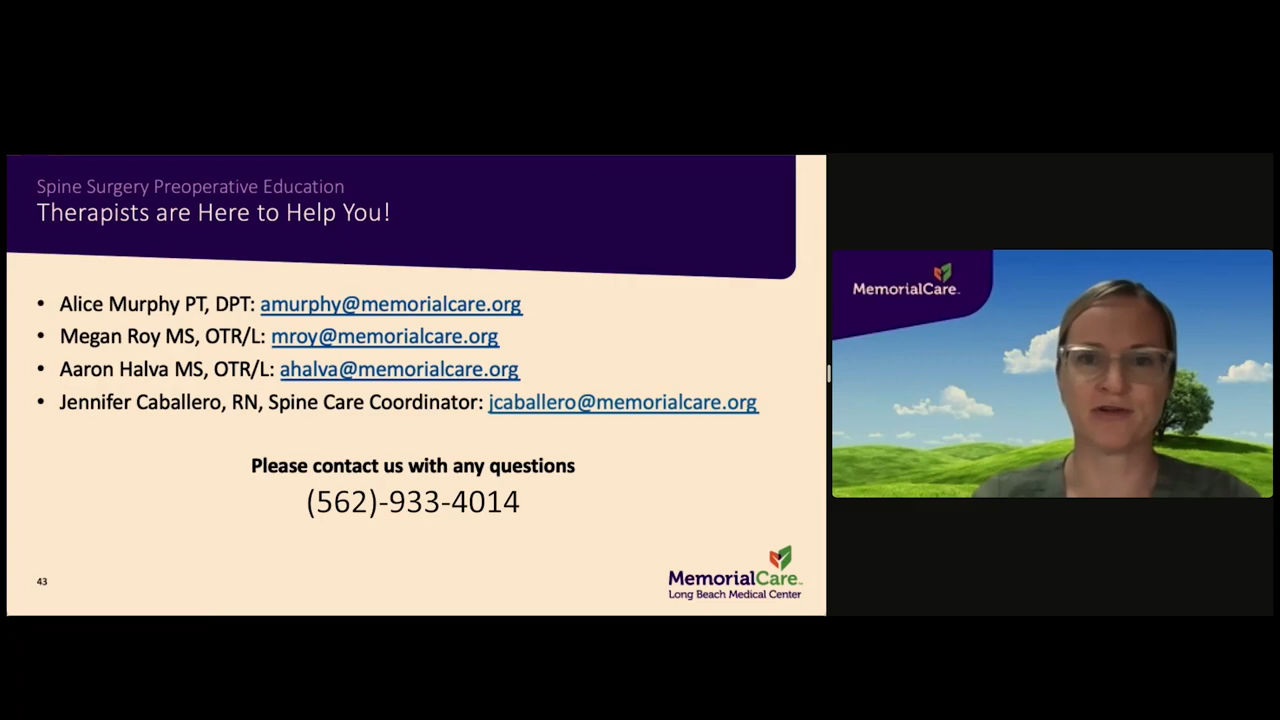 Spine Surgery Preoperative Education
Therapists are Here to Help You!
• Alice Murphy PT, DPT: amurphy@memorialcare.org
• Megan Roy MS, OTR/L: mroy@memorialcare.org
• Aaron Halva MS, OTR/L: ahalva@memorialcare.org
• Jennifer Caballero, RN, Spine Care Coordinator: jcaballero@memorialcare.org
Please contact us with any questions
(562)-933-4014
43
MemorialCare™
Long Beach Medical Center
MemorialCare™